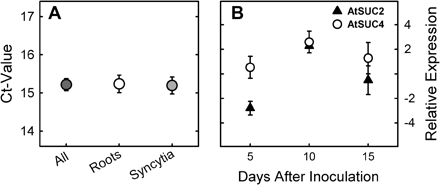 A
Ct-Value
17
16
15
14
All
Roots
Syncytia
B
AtSUC2
AtSUC4
4
2
0
-2
-4
Relative Expression
5
10
15
Days After Inoculation